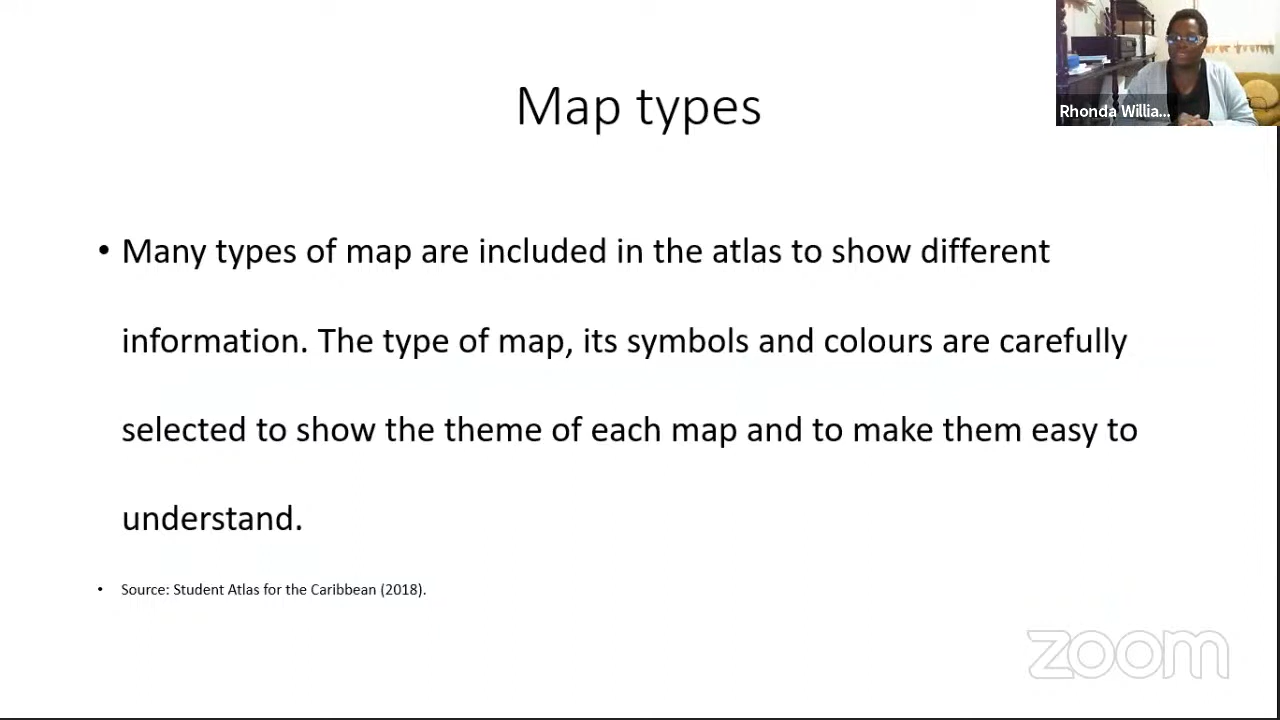 Map types
Rhonda Willia...
• Many types of map are included in the atlas to show different
information. The type of map, its symbols and colours are carefully
selected to show the theme of each map and to make them easy to
understand.
• Source: Student Atlas for the Caribbean (2018).
zoom